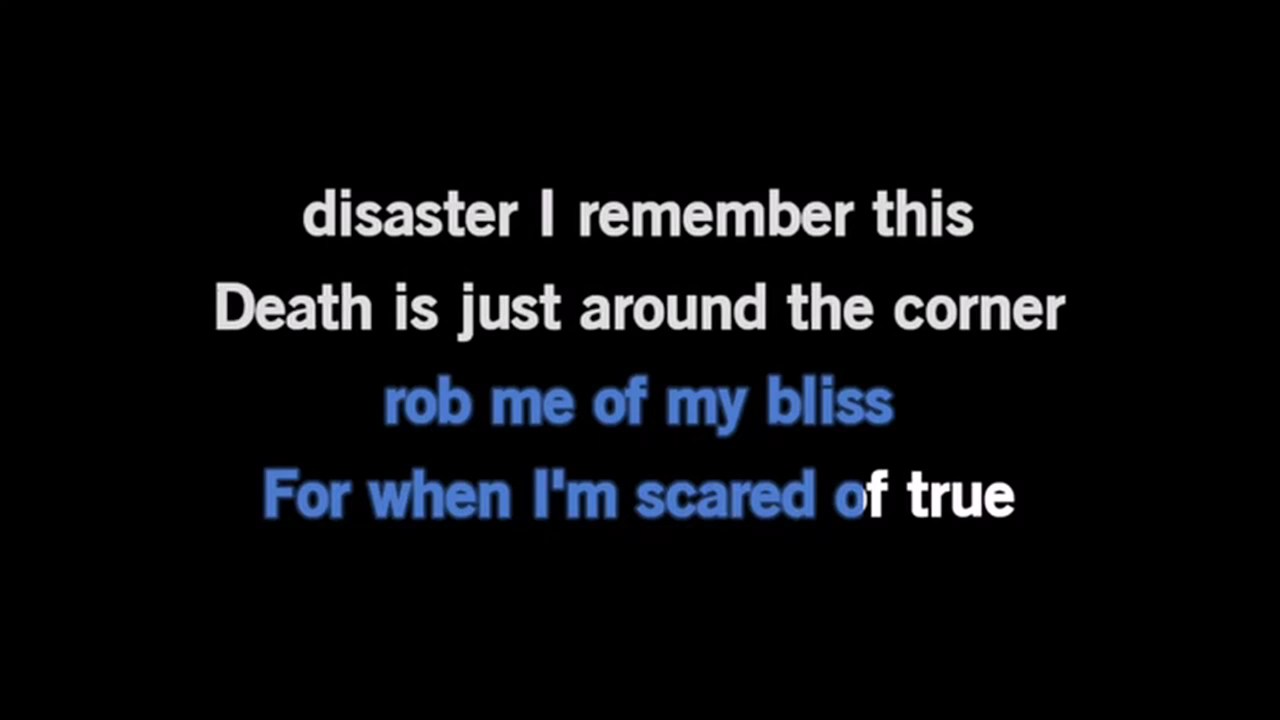 disaster I remember this
Death is just around the corner
rob me of my bliss
For when I'm scared of true